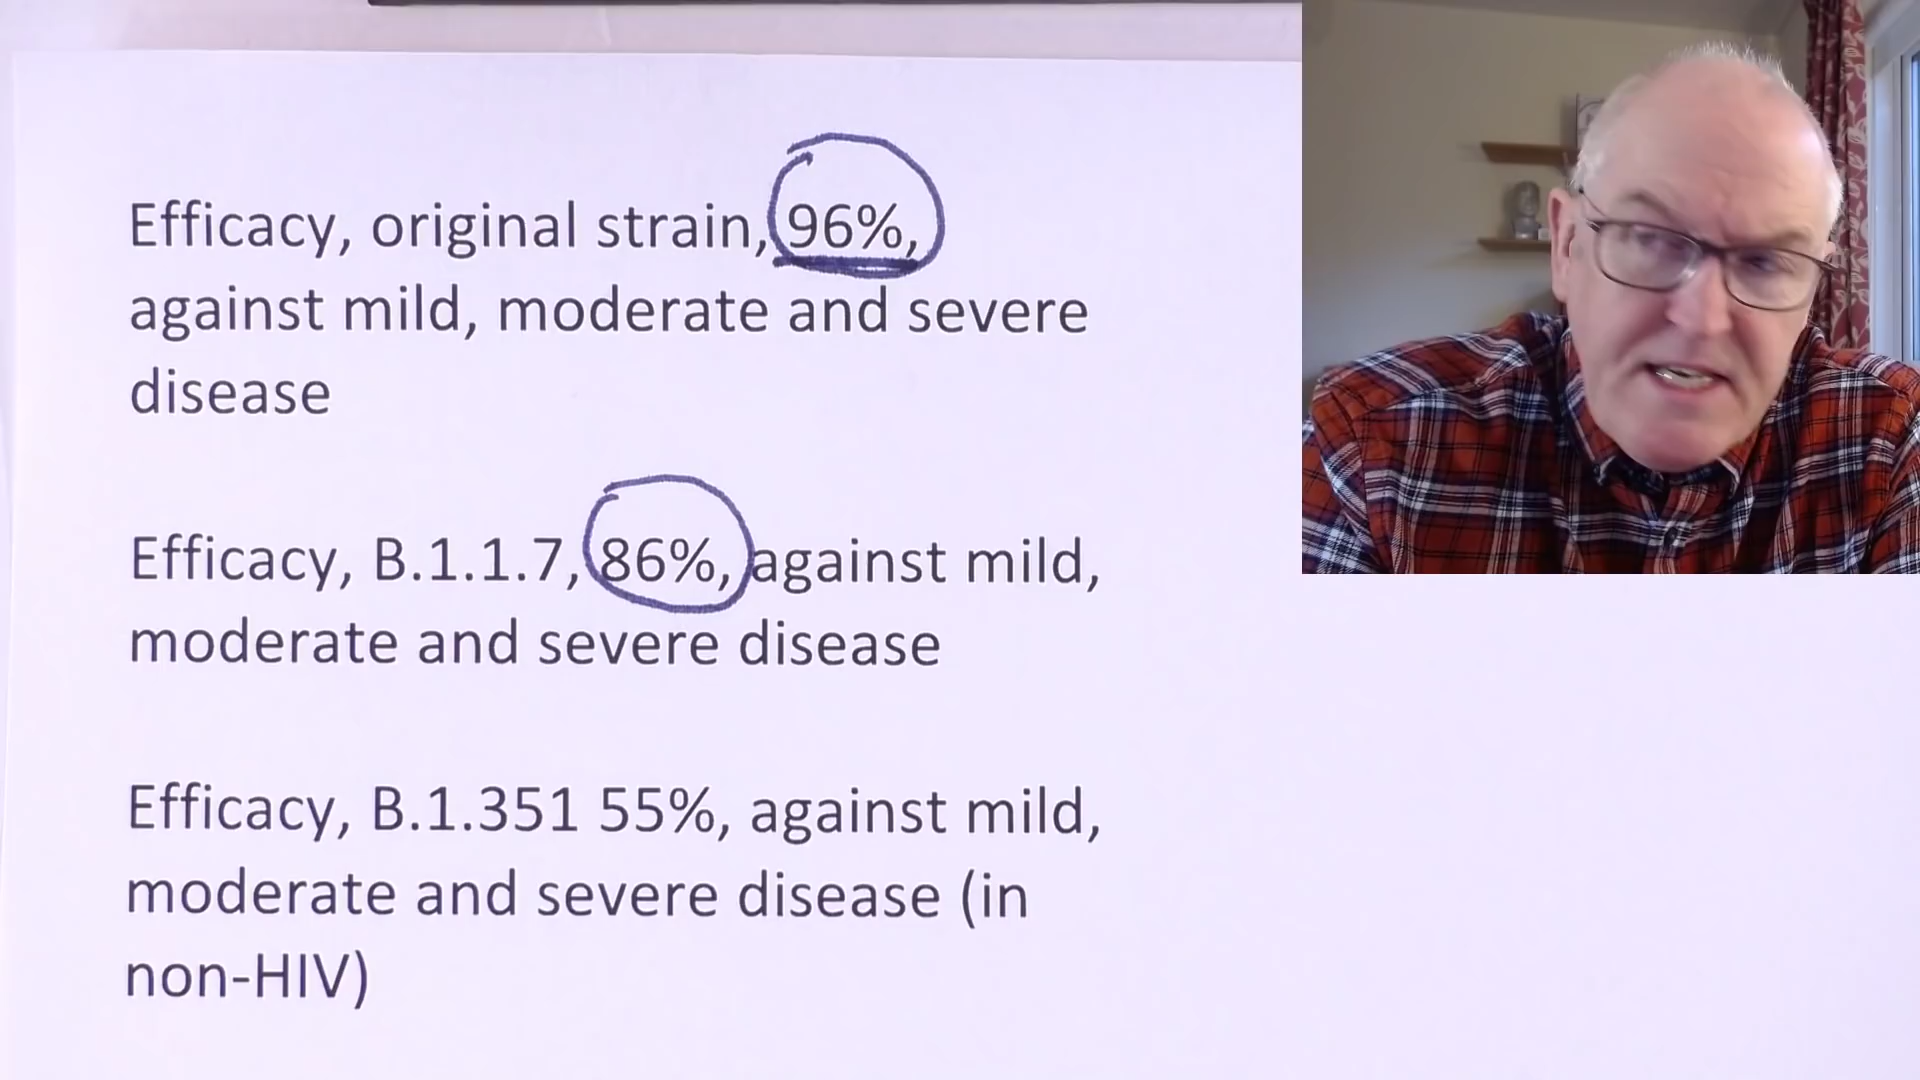 Efficacy, original strain, 96%,
against mild, moderate and severe
disease
Efficacy, B.1.1.7, 86%, against mild,
moderate and severe disease
Efficacy, B.1.351 55%, against mild,
moderate and severe disease (in
non-HIV)